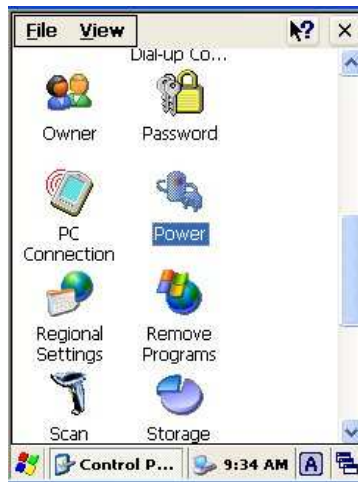 File View ?
Dial-up Co...
Owner Password
PC Connection Power
Regional Settings Remove Programs
Scan Storage
Control P... 9:34 AM A